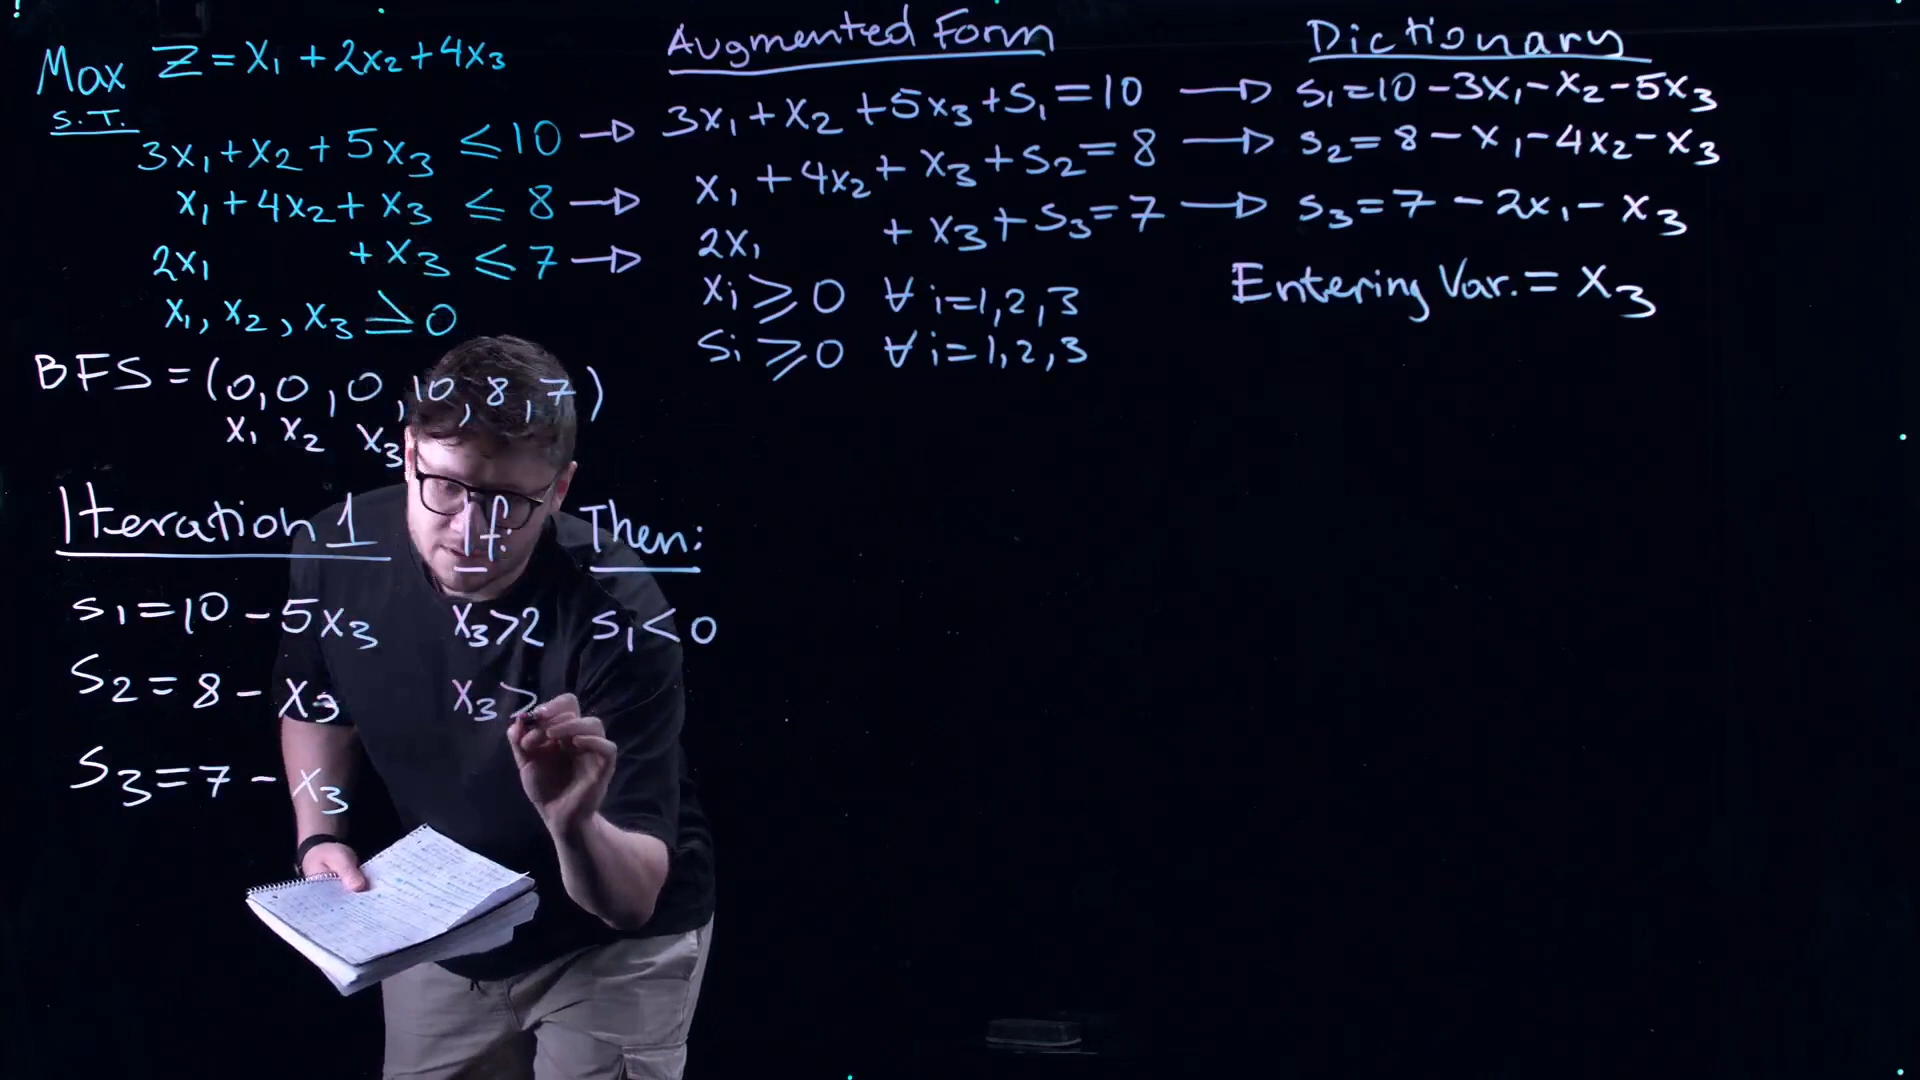 Max Z = x₁ + 2x₂ + 4x₃
S.T.
3x₁ + x₂ + 5x₃ ≤ 10 →
x₁ + 4x₂ + x₃ ≤ 8 →
2x₁ + x₃ ≤ 7 →
x₁, x₂, x₃ ≥ 0
BFS = (0, 0, 0, 10, 8, 7)
x₁ x₂ x₃
Augmented Form
3x₁ + x₂ + 5x₃ + s₁ = 10 →
x₁ + 4x₂ + x₃ + s₂ = 8 →
2x₁ + x₃ + s₃ = 7 →
xᵢ ≥ 0 ∀ i = 1, 2, 3
sᵢ ≥ 0 ∀ i = 1, 2, 3
Dictionary
s₁ = 10 - 3x₁ - x₂ - 5x₃
s₂ = 8 - x₁ - 4x₂ - x₃
s₃ = 7 - 2x₁ - x₃
Entering Var. = x₃
Iteration 1 If: Then:
s₁ = 10 - 5x₃ x₃ > 2 s₁ < 0
s₂ = 8 - x₃ x₃ >
s₃ = 7 - x₃